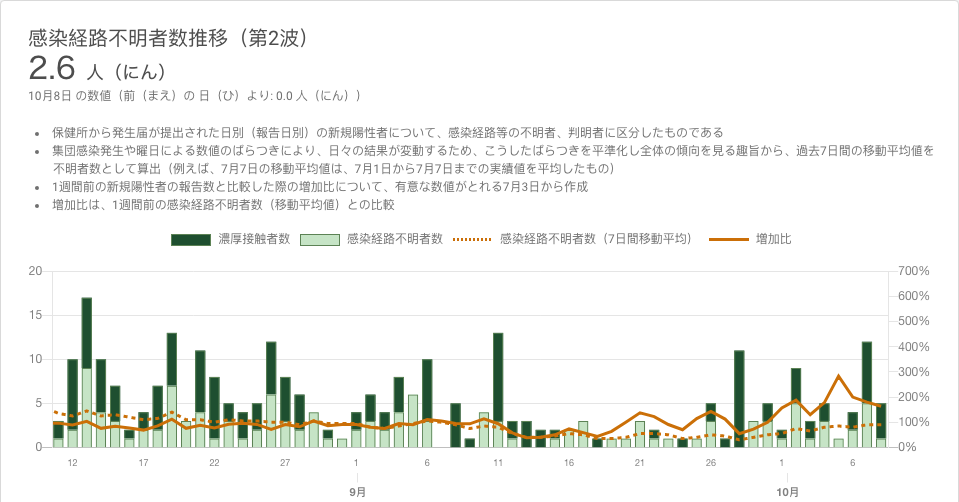 感染経路不明者数推移（第2波）
2.6 人（にん）
10月8日 の数値（前（まえ）の 日（ひ）より: 0.0 人（にん））
• 保健所から発生届が提出された日別（報告日別）の新規陽性者について、感染経路等の不明者、判明者に区分したものである
• 集団感染発生や曜日による数値のばらつきにより、日々の結果が変動するため、こうしたばらつきを平準化し全体の傾向を見る趣旨から、過去7日間の移動平均値を
不明者数として算出（例えば、7月7日の移動平均値は、7月1日から7月7日までの実績値を平均したもの）
• 1週間前の新規陽性者の報告数と比較した際の増加比について、有意な数値がとれる7月3日から作成
• 増加比は、1週間前の感染経路不明者数（移動平均値）との比較
濃厚接触者数 感染経路不明者数 感染経路不明者数（7日間移動平均） 増加比
20 700%
600%
15
500%
10 400%
300%
5 200%
100%
0 0%
12 17 22 27 1 6 11 16 21 26 1 6
9月 10月